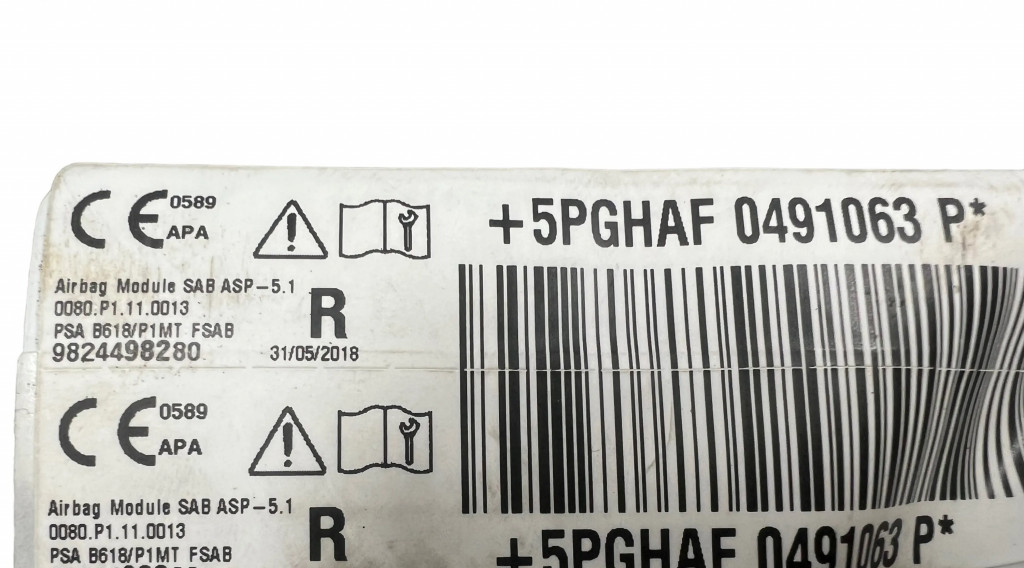 CE 0589
APA
+5PGHAF 0491063 P*
Airbag Module SAB ASP-5.1
0080.P1.11.0013
PSA B618/P1MT FSAB
9824498280
R
31/05/2018
CE 0589
APA
Airbag Module SAB ASP-5.1
0080.P1.11.0013
PSA B618/P1MT FSAB
R
+5PGHAF 0491063 P*